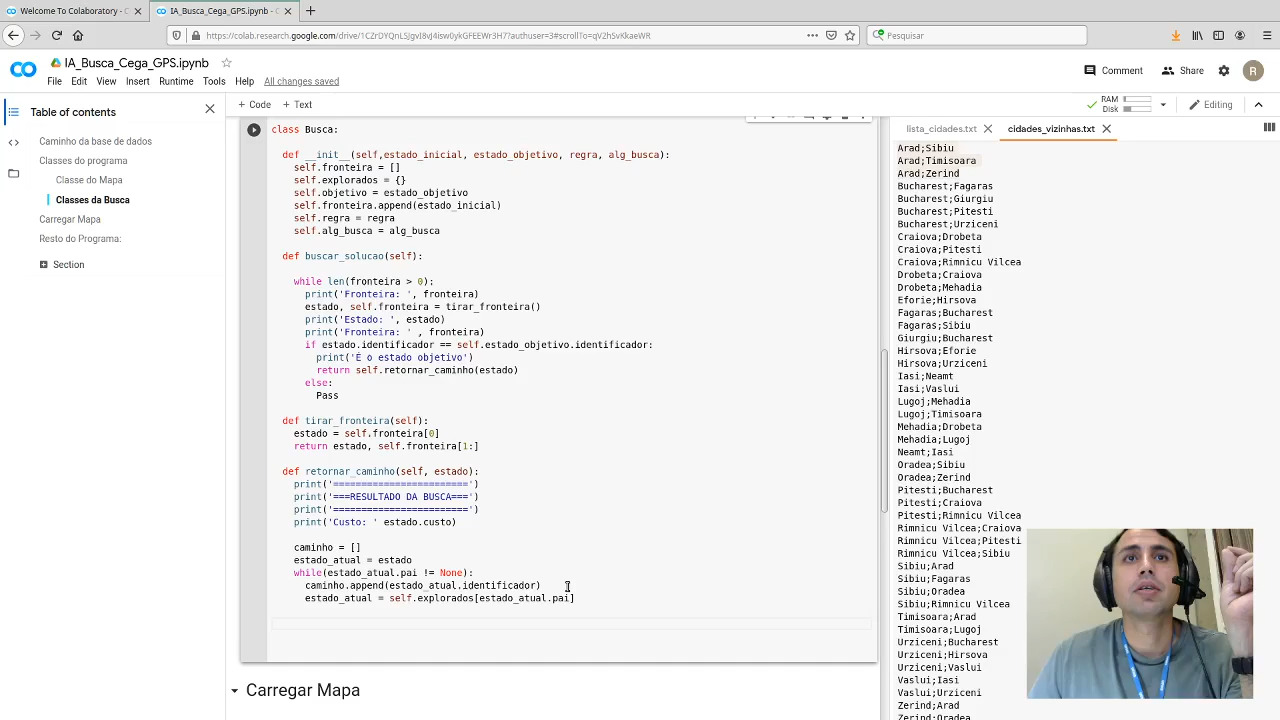 Welcome To Colaboratory - C
IA_Busca_Cega_GPS.ipynb - C
https://colab.research.google.com/drive/1CZrDYQnLSJgvI8vJ4isw0ykGFEEWr3H7?authuser=3#scrollTo=qV2hSvKkaeWR
Pesquisar
IA_Busca_Cega_GPS.ipynb
File Edit View Insert Runtime Tools Help All changes saved
Comment
Share
R
Table of contents
+ Code + Text
RAM
Disk
Editing
Caminho da base de dados
Classes do programa
Classe do Mapa
Classes da Busca
Carregar Mapa
Resto do Programa:
Section
class Busca:
def __init__(self,estado_inicial, estado_objetivo, regra, alg_busca):
self.fronteira = []
self.explorados = {}
self.objetivo = estado_objetivo
self.fronteira.append(estado_inicial)
self.regra = regra
self.alg_busca = alg_busca
def buscar_solucao(self):
while len(fronteira > 0):
print('Fronteira: ', fronteira)
estado, self.fronteira = tirar_fronteira()
print('Estado: ', estado)
print('Fronteira: ' , fronteira)
if estado.identificador == self.estado_objetivo.identificador:
print('É o estado objetivo')
return self.retornar_caminho(estado)
else:
Pass
def tirar_fronteira(self):
estado = self.fronteira[0]
return estado, self.fronteira[1:]
def retornar_caminho(self, estado):
print('=======================')
print('===RESULTADO DA BUSCA===')
print('=======================')
print('Custo: ' estado.custo)
caminho = []
estado_atual = estado
while(estado_atual.pai != None):
caminho.append(estado_atual,identificador)
estado_atual = self.explorados[estado_atual.pai]
Carregar Mapa
lista_cidades.txt
cidades_vizinhas.txt
Arad;Sibiu
Arad;Timisoara
Arad;Zerind
Bucharest;Fagaras
Bucharest;Giurgiu
Bucharest;Pitesti
Bucharest;Urziceni
Craiova;Drobeta
Craiova;Pitesti
Craiova;Rimnicu Vilcea
Drobeta;Craiova
Drobeta;Mehadia
Eforie;Hirsova
Fagaras;Bucharest
Fagaras;Sibiu
Giurgiu;Bucharest
Hirsova;Eforie
Hirsova;Urziceni
Iasi;Neamt
Iasi;Vaslui
Lugoj;Mehadia
Lugoj;Timisoara
Mehadia;Drobeta
Mehadia;Lugoj
Neamt;Iasi
Oradea;Sibiu
Oradea;Zerind
Pitesti;Bucharest
Pitesti;Craiova
Pitesti;Rimnicu Vilcea
Rimnicu Vilcea;Craiova
Rimnicu Vilcea;Pitesti
Rimnicu Vilcea;Sibiu
Sibiu;Arad
Sibiu;Fagaras
Sibiu;Oradea
Sibiu;Rimnicu Vilcea
Timisoara;Arad
Timisoara;Lugoj
Urziceni;Bucharest
Urziceni;Hirsova
Urziceni;Vaslui
Vaslui;Iasi
Vaslui;Urziceni
Zerind;Arad
Zerind;Oradea